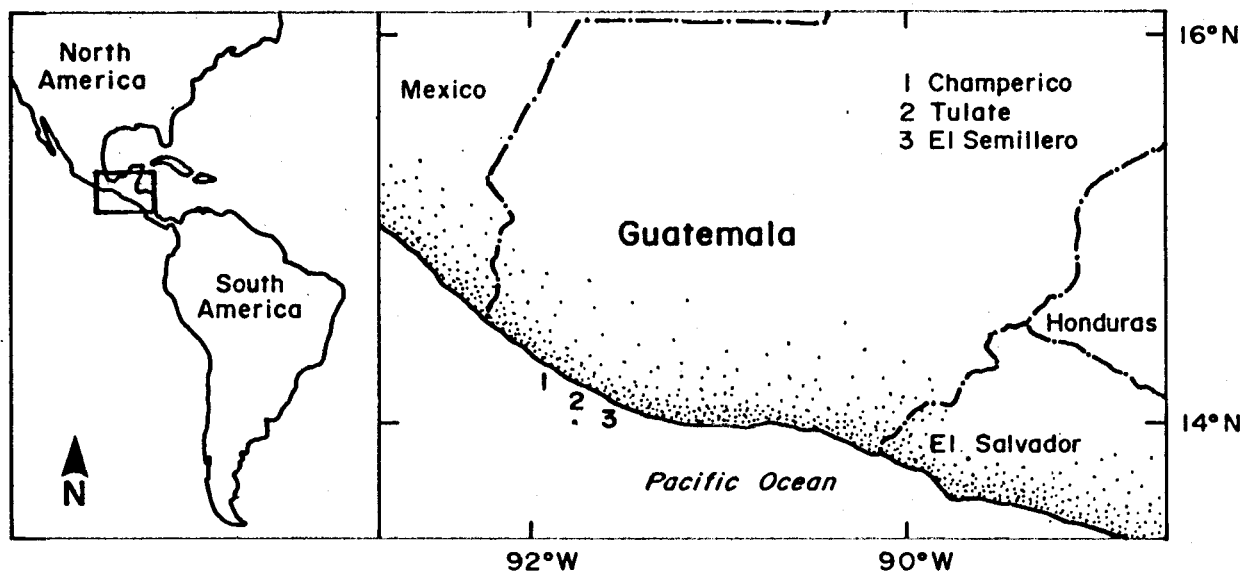 North
America
South
America
N
Mexico
1 Champerico
2 Tulate
3 El Semillero
Guatemala
Honduras
1
2
3
El Salvador
Pacific Ocean
16°N
14°N
92°W
90°W